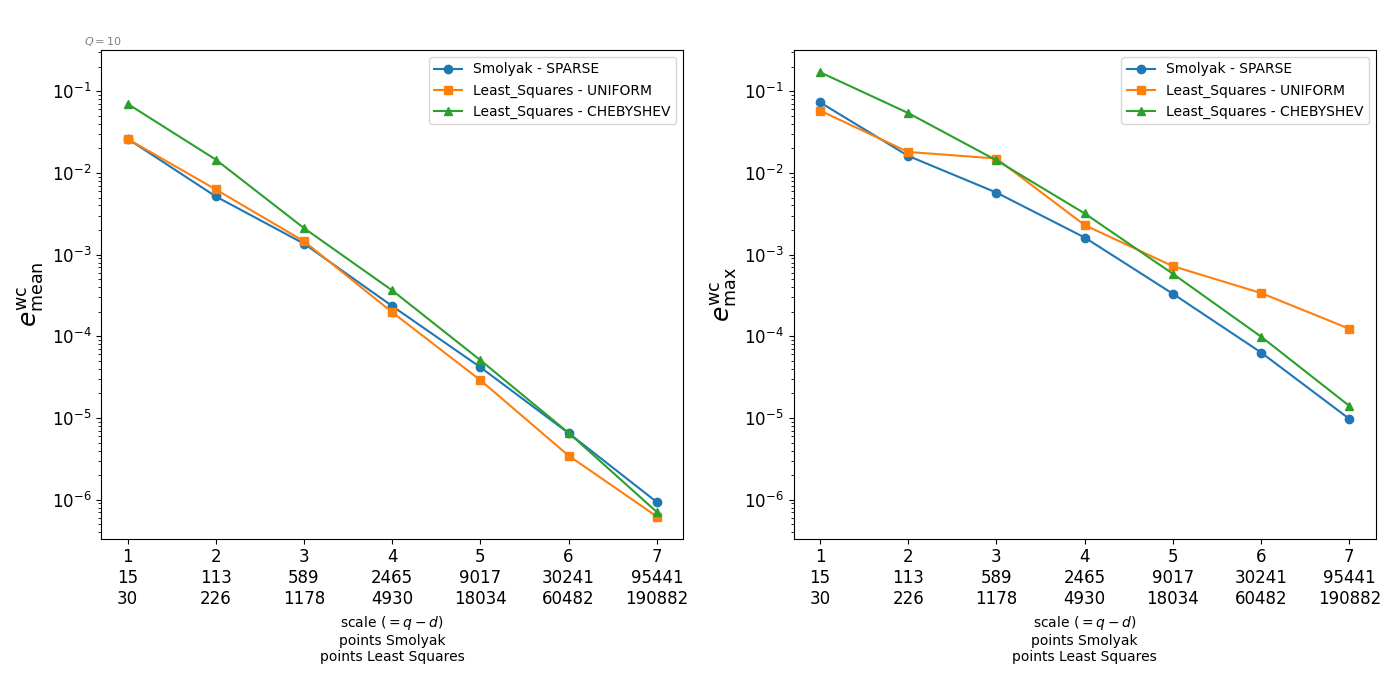 Q = 10
Smolyak - SPARSE
Least_Squares - UNIFORM
Least_Squares - CHEBYSHEV
10⁻¹
10⁻²
10⁻³
10⁻⁴
10⁻⁵
10⁻⁶
e^wc_mean
1 2 3 4 5 6 7
15 113 589 2465 9017 30241 95441
30 226 1178 4930 18034 60482 190882
scale (= q − d)
points Smolyak
points Least Squares
Smolyak - SPARSE
Least_Squares - UNIFORM
Least_Squares - CHEBYSHEV
10⁻¹
10⁻²
10⁻³
10⁻⁴
10⁻⁵
10⁻⁶
e^wc_max
1 2 3 4 5 6 7
15 113 589 2465 9017 30241 95441
30 226 1178 4930 18034 60482 190882
scale (= q − d)
points Smolyak
points Least Squares